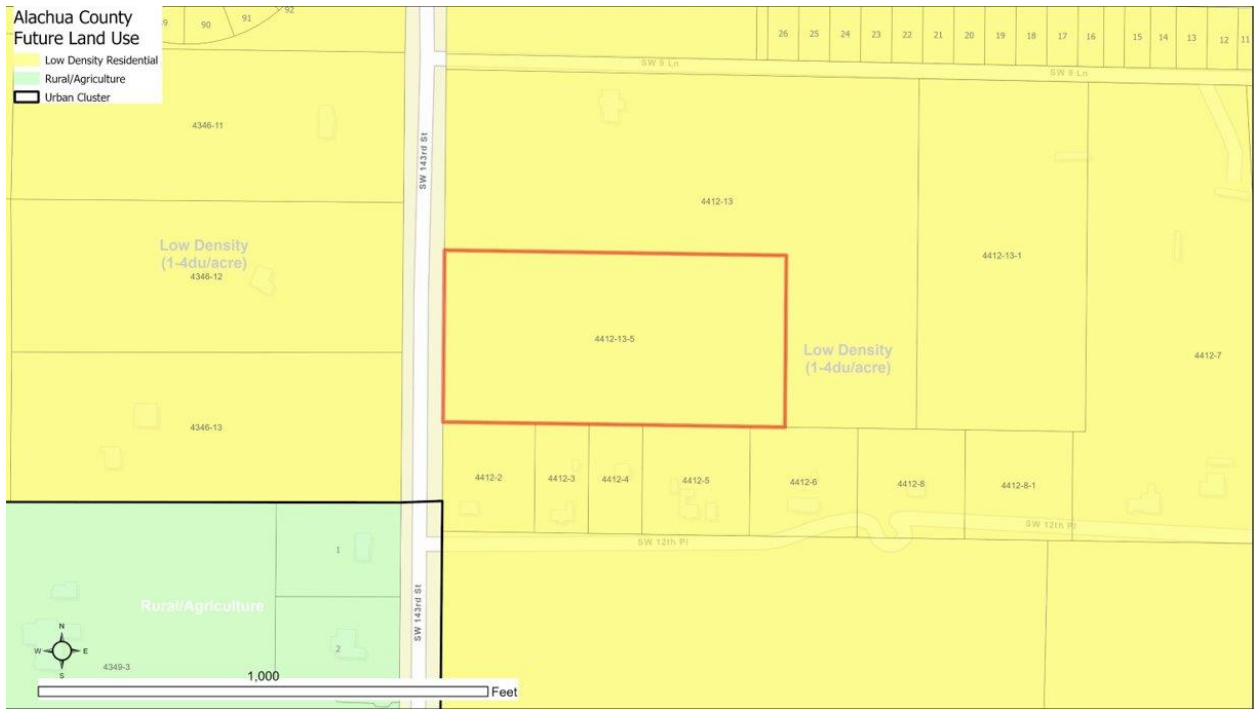 Alachua County
Future Land Use
Low Density Residential
Rural/Agriculture
Urban Cluster
90
91
92
26
25
24
23
22
21
20
19
18
17
16
15
14
13
12
11
SW 9 Ln
SW 9 Ln
4346-11
SW 143rd St
4412-13
Low Density
(1-4du/acre)
4346-12
4412-13-1
4412-13-5
Low Density
(1-4du/acre)
4412-7
4346-13
4412-2
4412-3
4412-4
4412-5
4412-6
4412-8
4412-8-1
SW 12th Pl
SW 12th Pl
1
Rural/Agriculture
SW 143rd St
N
W
E
S
2
4349-3
1,000
Feet